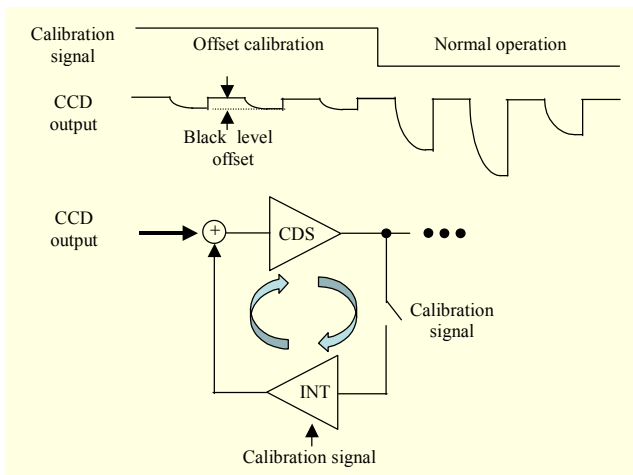 Calibration
signal
Offset calibration
Normal operation
CCD
output
Black level
offset
CCD
output
+
CDS
Calibration
signal
INT
Calibration signal